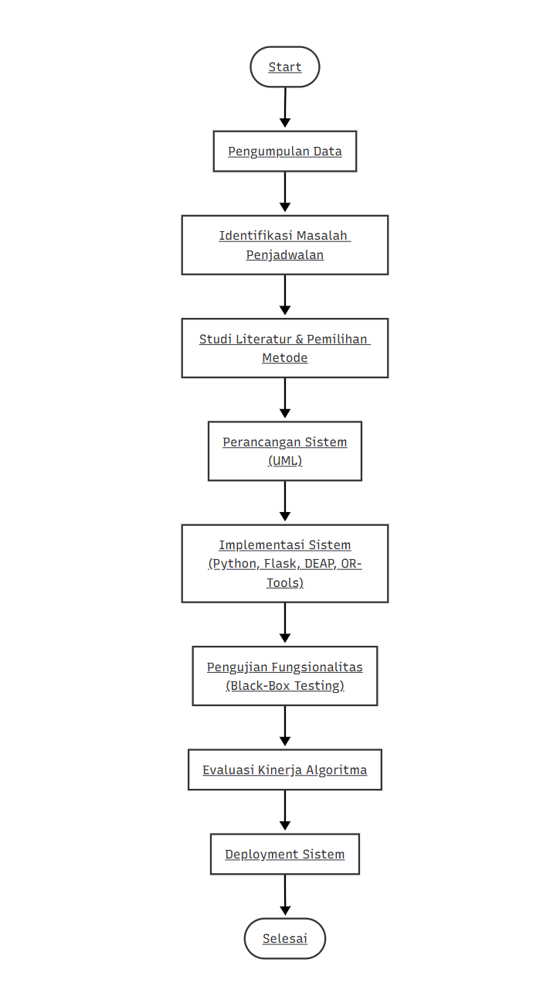 Start
Pengumpulan Data
Identifikasi Masalah
Penjadwalan
Studi Literatur & Pemilihan
Metode
Perancangan Sistem
(UML)
Implementasi Sistem
(Python, Flask, DEAP, OR-
Tools)
Pengujian Fungsionalitas
(Black-Box Testing)
Evaluasi Kinerja Algoritma
Deployment Sistem
Selesai